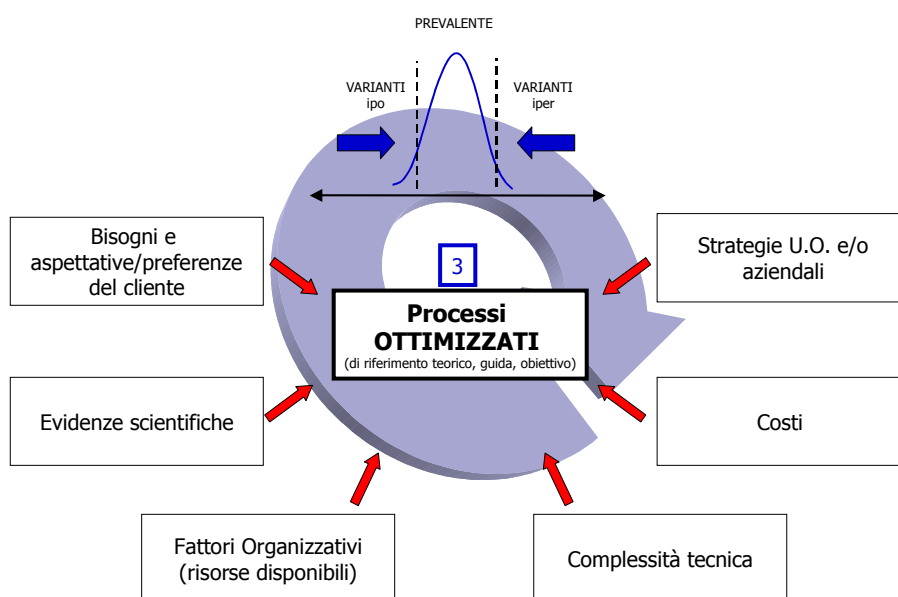 PREVALENTE
VARIANTI
ipo
VARIANTI
iper
Bisogni e
aspettative/preferenze
del cliente
Strategie U.O. e/o
aziendali
3
Processi
OTTIMIZZATI
(di riferimento teorico, guida, obiettivo)
Evidenze scientifiche
Costi
Fattori Organizzativi
(risorse disponibili)
Complessità tecnica